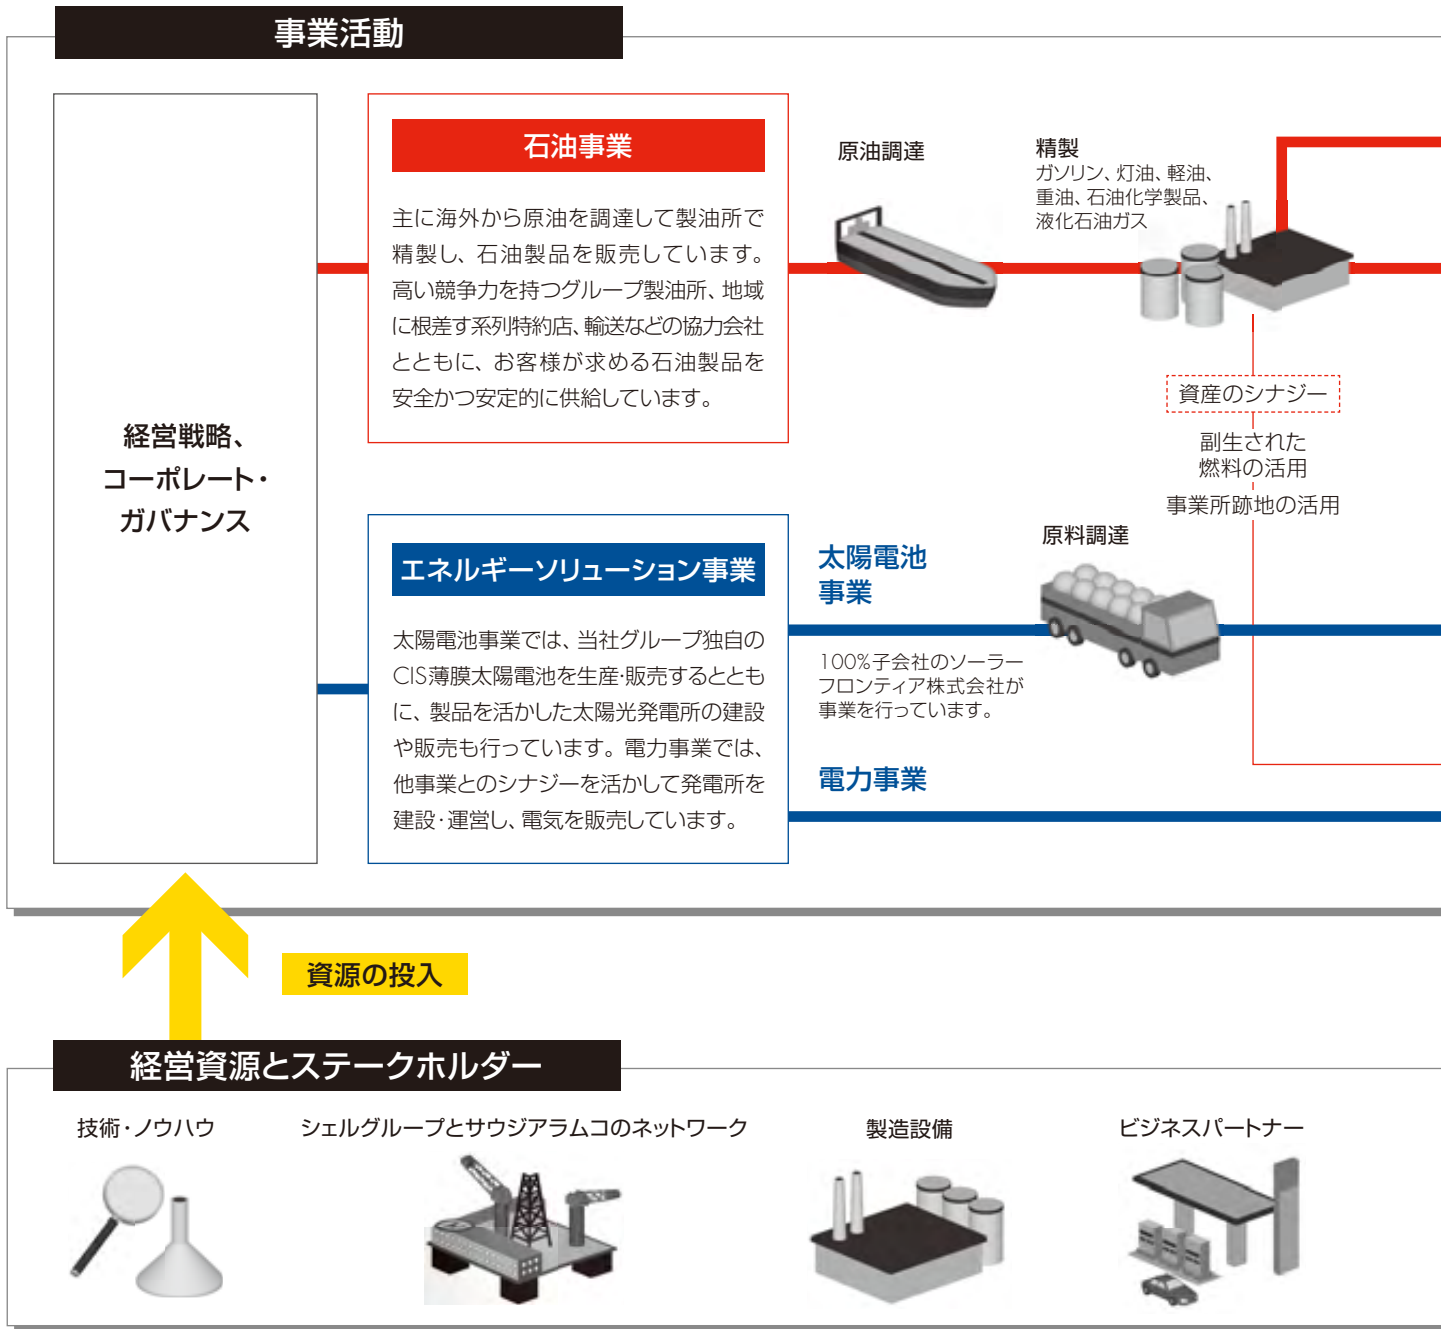 事業活動
経営戦略、
コーポレート・
ガバナンス
石油事業
主に海外から原油を調達して製油所で
精製し、石油製品を販売しています。
高い競争力を持つグループ製油所、地域
に根差す系列特約店、輸送などの協力会社
とともに、お客様が求める石油製品を
安全かつ安定的に供給しています。
原油調達
精製
ガソリン、灯油、軽油、
重油、石油化学製品、
液化石油ガス
資産のシナジー
副生された
燃料の活用
事業所跡地の活用
エネルギーソリューション事業
太陽電池事業では、当社グループ独自の
CIS薄膜太陽電池を生産・販売するととも
に、製品を活かした太陽光発電所の建設
や販売も行っています。電力事業では、
他事業とのシナジーを活かして発電所を
建設・運営し、電気を販売しています。
太陽電池
事業
原料調達
100%子会社のソーラー
フロンティア株式会社が
事業を行っています。
電力事業
資源の投入
経営資源とステークホルダー
技術・ノウハウ
シェルグループとサウジアラムコのネットワーク
製造設備
ビジネスパートナー